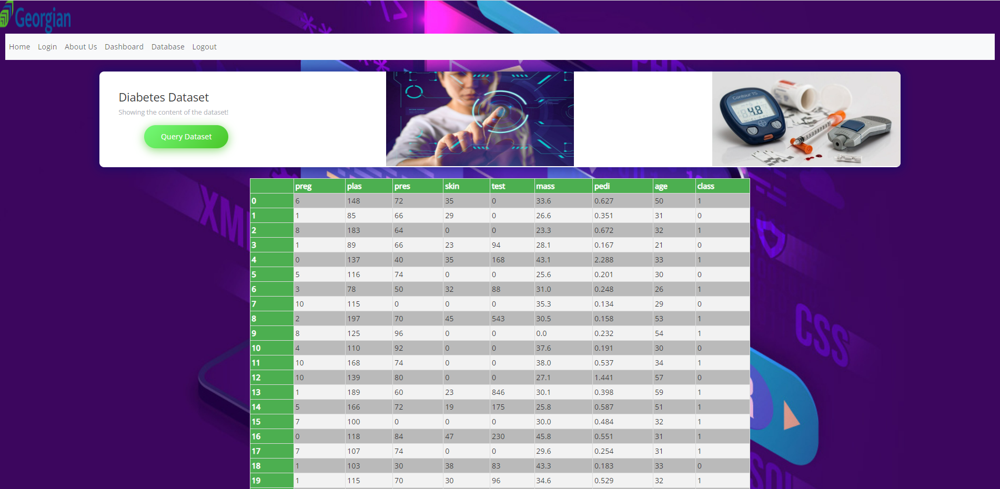 Georgian
Home Login About Us Dashboard Database Logout
Diabetes Dataset
Showing the content of the dataset!
Query Dataset
Contour TS
4.8
XM
CSS
preg plas pres skin test mass pedi age class
0 6 148 72 35 0 33.6 0.627 50 1
1 1 85 66 29 0 26.6 0.351 31 0
2 8 183 64 0 0 23.3 0.672 32 1
3 1 89 66 23 94 28.1 0.167 21 0
4 0 137 40 35 168 43.1 2.288 33 1
5 5 116 74 0 0 25.6 0.201 30 0
6 3 78 50 32 88 31.0 0.248 26 1
7 10 115 0 0 0 35.3 0.134 29 0
8 2 197 70 45 543 30.5 0.158 53 1
9 8 125 96 0 0 0.0 0.232 54 1
10 4 110 92 0 0 37.6 0.191 30 0
11 10 168 74 0 0 38.0 0.537 34 1
12 10 139 80 0 0 27.1 1.441 57 0
13 1 189 60 23 846 30.1 0.398 59 1
14 5 166 72 19 175 25.8 0.587 51 1
15 7 100 0 0 0 30.0 0.484 32 1
16 0 118 84 47 230 45.8 0.551 31 1
17 7 107 74 0 0 29.6 0.254 31 1
18 1 103 30 38 83 43.3 0.183 33 0
19 1 115 70 30 96 34.6 0.529 32 1